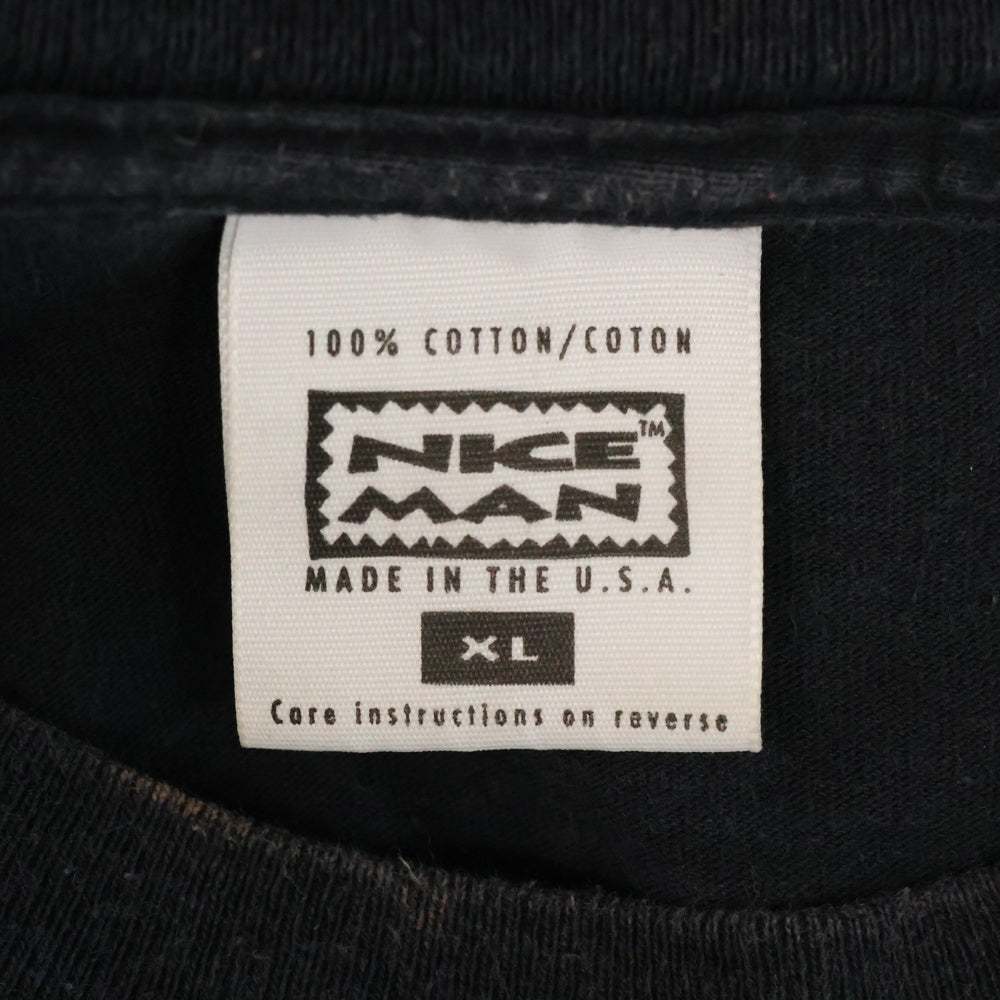 100% COTTON/COTON
NICE™
MAN
MADE IN THE U.S.A.
XL
Care instructions on reverse